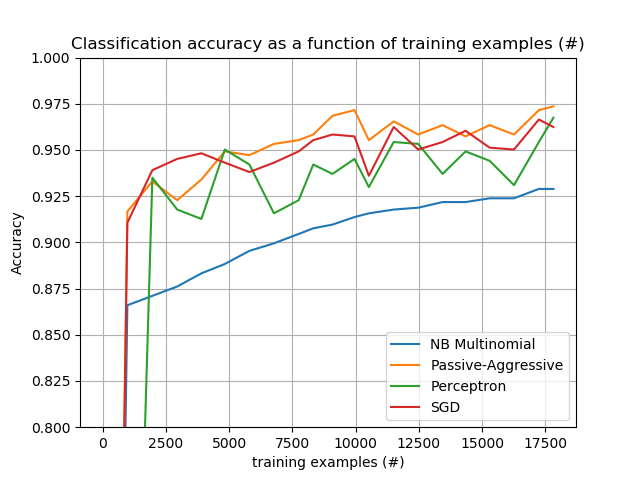 Classification accuracy as a function of training examples (#)
1.000
0.975
0.950
0.925
0.900
0.875
0.850
0.825
0.800
Accuracy
NB Multinomial
Passive-Aggressive
Perceptron
SGD
0 2500 5000 7500 10000 12500 15000 17500
training examples (#)